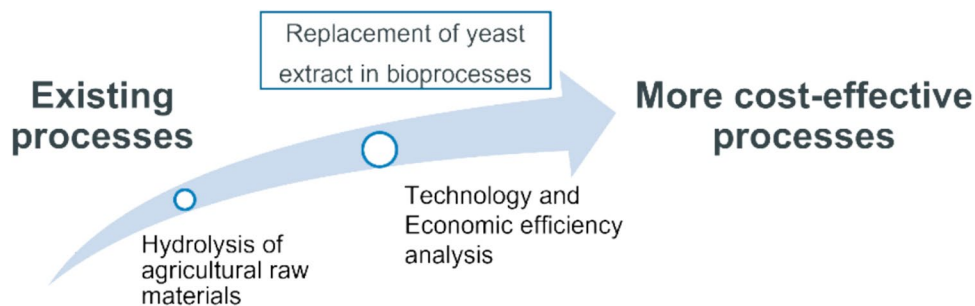 Replacement of yeast
extract in bioprocesses
Existing
processes
More cost-effective
processes
Hydrolysis of
agricultural raw
materials
Technology and
Economic efficiency
analysis